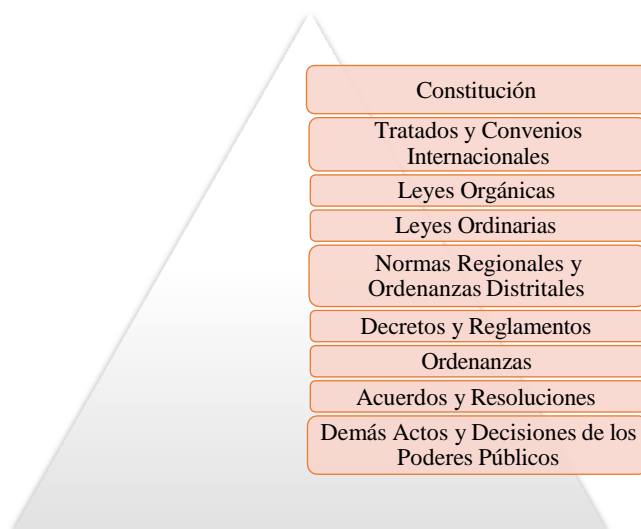 Constitución
Tratados y Convenios
Internacionales
Leyes Orgánicas
Leyes Ordinarias
Normas Regionales y
Ordenanzas Distritales
Decretos y Reglamentos
Ordenanzas
Acuerdos y Resoluciones
Demás Actos y Decisiones de los
Poderes Públicos